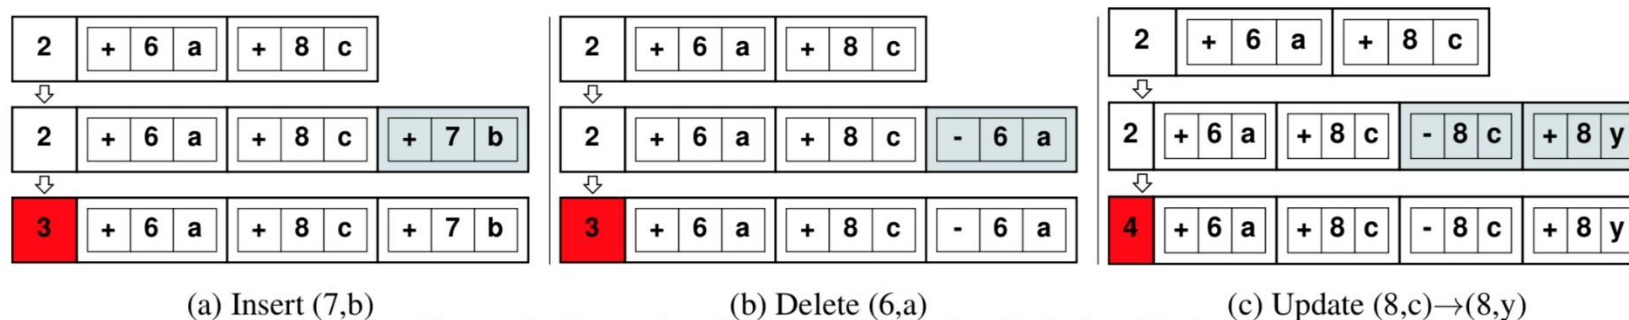 2 + 6 a + 8 c
2 + 6 a + 8 c + 7 b
3 + 6 a + 8 c + 7 b
(a) Insert (7,b)
2 + 6 a + 8 c
2 + 6 a + 8 c - 6 a
3 + 6 a + 8 c - 6 a
(b) Delete (6,a)
2 + 6 a + 8 c
2 + 6 a + 8 c - 8 c + 8 y
4 + 6 a + 8 c - 8 c + 8 y
(c) Update (8,c)→(8,y)